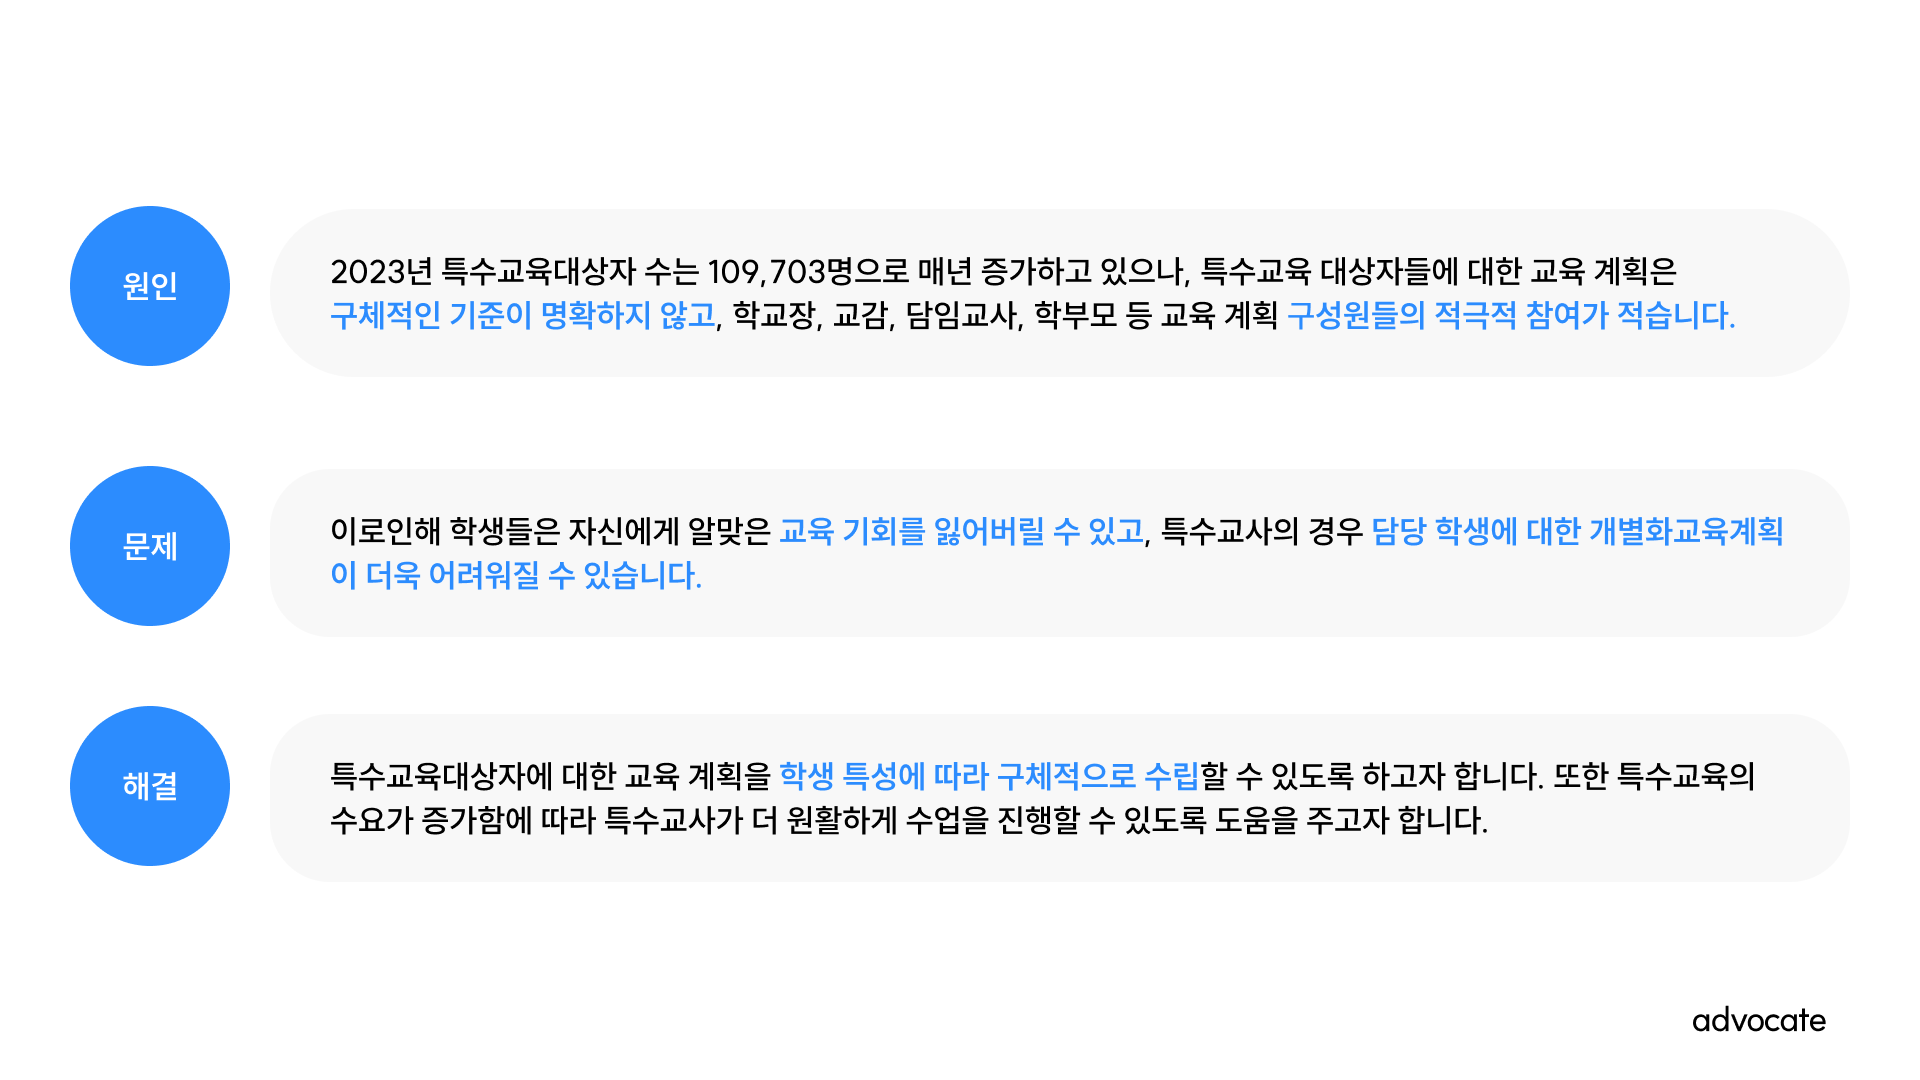 원인
2023년 특수교육대상자 수는 109,703명으로 매년 증가하고 있으나, 특수교육 대상자들에 대한 교육 계획은
구체적인 기준이 명확하지 않고, 학교장, 교감, 담임교사, 학부모 등 교육 계획 구성원들의 적극적 참여가 적습니다.
문제
이로인해 학생들은 자신에게 알맞은 교육 기회를 잃어버릴 수 있고, 특수교사의 경우 담당 학생에 대한 개별화교육계획
이 더욱 어려워질 수 있습니다.
해결
특수교육대상자에 대한 교육 계획을 학생 특성에 따라 구체적으로 수립할 수 있도록 하고자 합니다. 또한 특수교육의
수요가 증가함에 따라 특수교사가 더 원활하게 수업을 진행할 수 있도록 도움을 주고자 합니다.
advocate